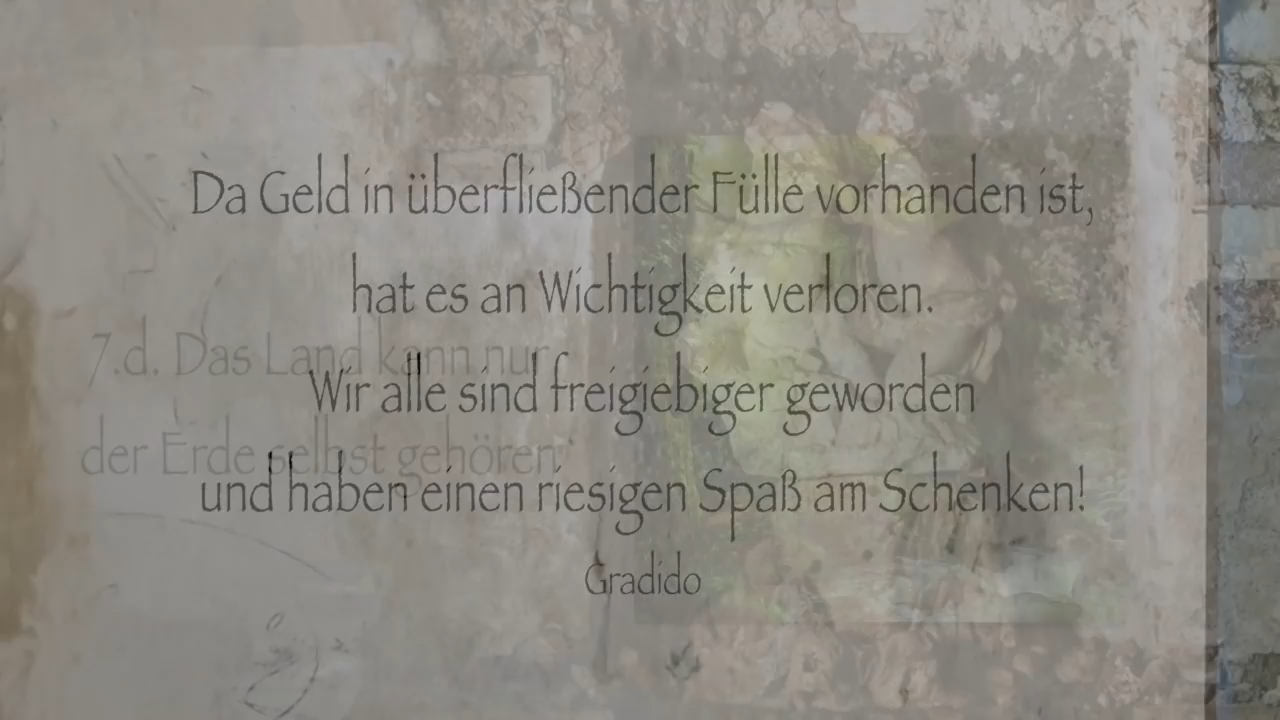 Da Geld in überfließender Fülle vorhanden ist,
hat es an Wichtigkeit verloren.
7.d. Das Land kann nur
Wir alle sind freigiebiger geworden
der Erde selbst gehören.
und haben einen riesigen Spaß am Schenken!
Gradido